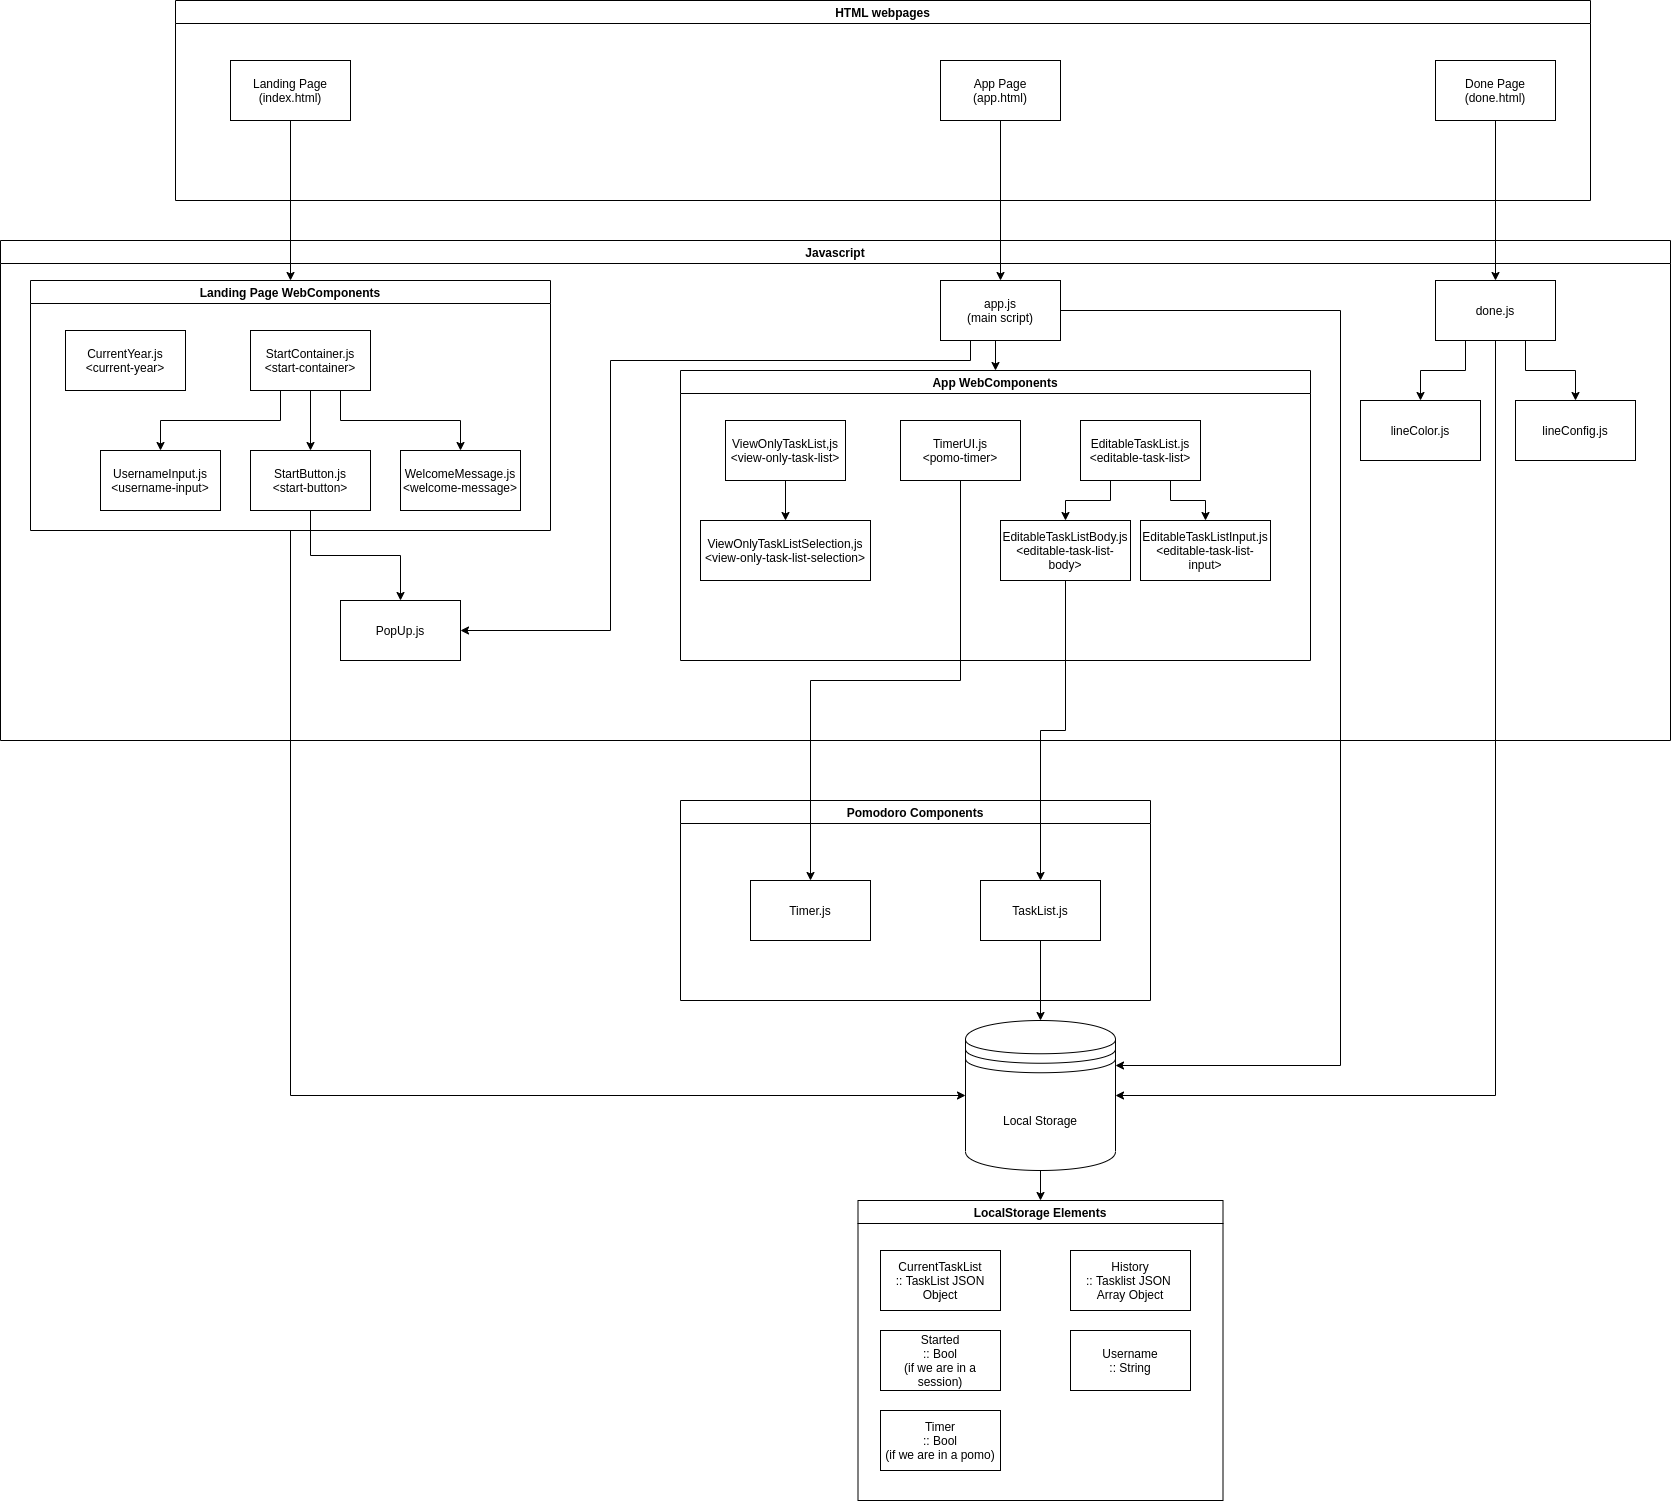 HTML webpages
Landing Page
(index.html)
App Page
(app.html)
Done Page
(done.html)
Javascript
Landing Page WebComponents
CurrentYear.js
<current-year>
StartContainer.js
<start-container>
UsernameInput.js
<username-input>
StartButton.js
<start-button>
WelcomeMessage.js
<welcome-message>
PopUp.js
app.js
(main script)
App WebComponents
ViewOnlyTaskList,js
<view-only-task-list>
TimerUI.js
<pomo-timer>
EditableTaskList.js
<editable-task-list>
ViewOnlyTaskListSelection,js
<view-only-task-list-selection>
EditableTaskListBody.js
<editable-task-list-
body>
EditableTaskListInput.js
<editable-task-list-
input>
done.js
lineColor.js
lineConfig.js
Pomodoro Components
Timer.js
TaskList.js
Local Storage
LocalStorage Elements
CurrentTaskList
:: TaskList JSON
Object
History
:: Tasklist JSON
Array Object
Started
:: Bool
(if we are in a
session)
Username
:: String
Timer
:: Bool
(if we are in a pomo)